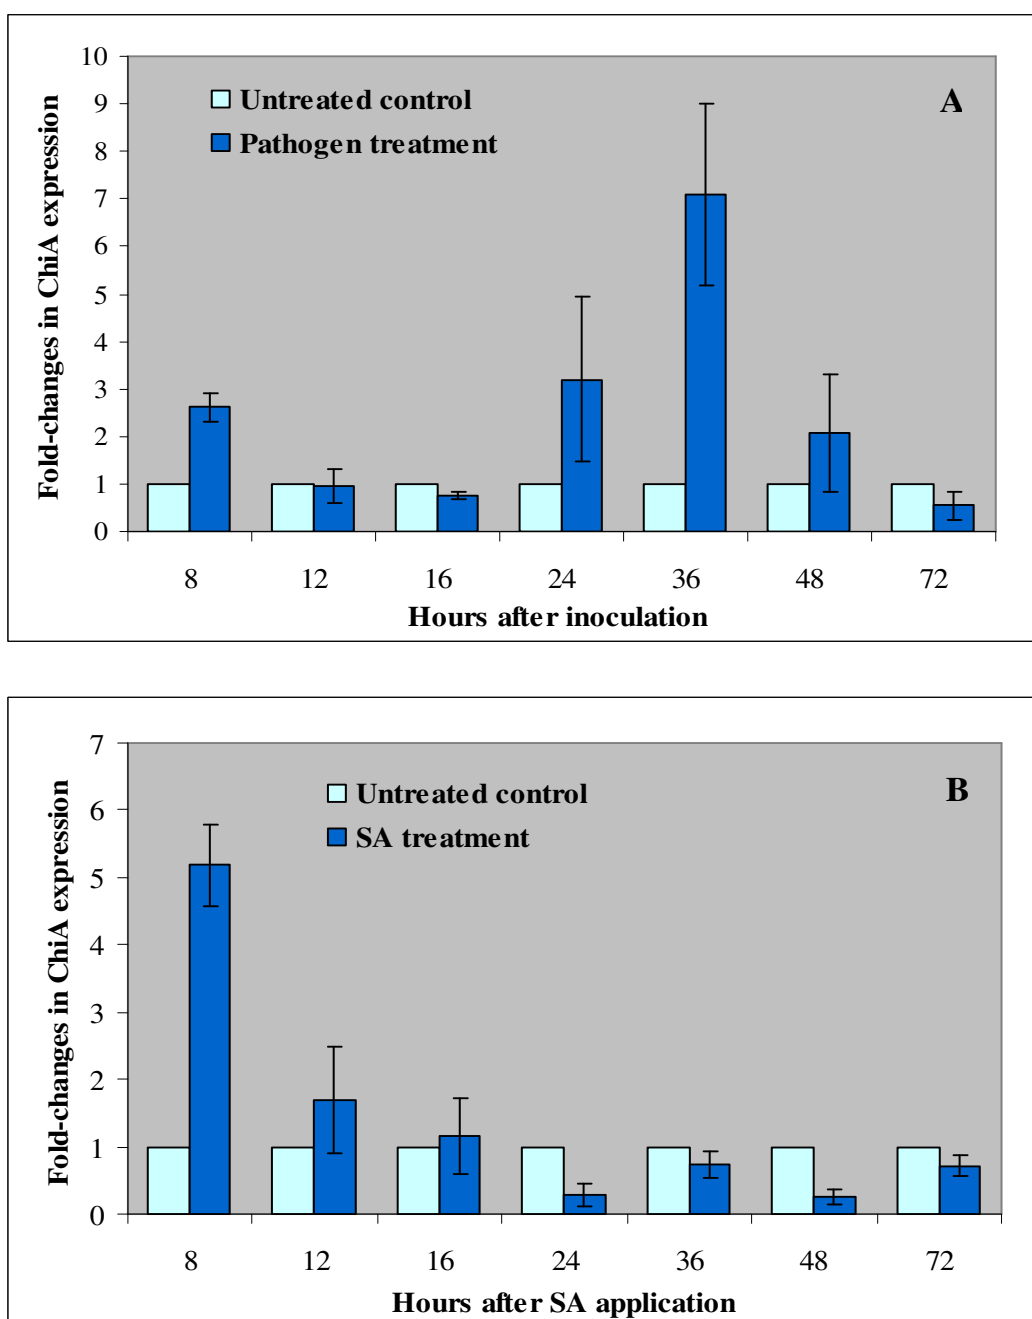 10
9
8
7
6
5
4
3
2
1
0
Fold-changes in ChiA expression
Untreated control
Pathogen treatment
A
8 12 16 24 36 48 72
Hours after inoculation
7
6
5
4
3
2
1
0
Fold-changes in ChiA expression
Untreated control
SA treatment
B
8 12 16 24 36 48 72
Hours after SA application